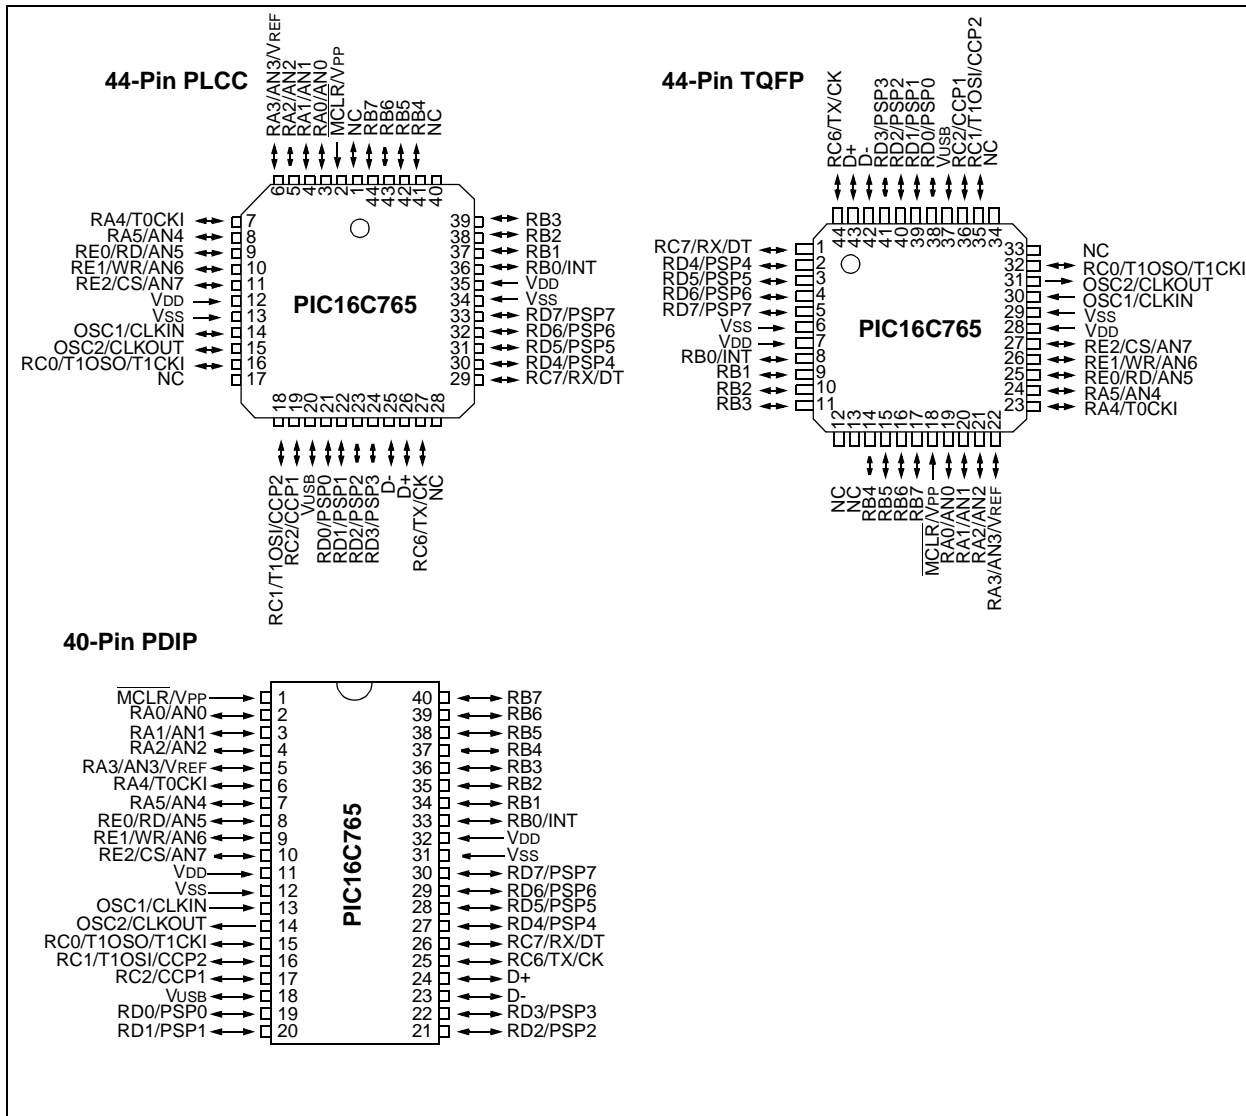 44-Pin PLCC
RA3/AN3/VREF
RA2/AN2
RA1/AN1
RA0/AN0
MCLR/VPP
NC
RB7
RB6
RB5
RB4
NC
6
5
4
3
2
1
44
43
42
41
40
RA4/T0CKI 7
RA5/AN4 8
RE0/RD/AN5 9
RE1/WR/AN6 10
RE2/CS/AN7 11
VDD 12
VSS 13
OSC1/CLKIN 14
OSC2/CLKOUT 15
RC0/T1OSO/T1CKI 16
NC 17
PIC16C765
39 RB3
38 RB2
37 RB1
36 RB0/INT
35 VDD
34 VSS
33 RD7/PSP7
32 RD6/PSP6
31 RD5/PSP5
30 RD4/PSP4
29 RC7/RX/DT
18
19
20
21
22
23
24
25
26
27
28
RC1/T1OSI/CCP2
RC2/CCP1
VUSB
RD0/PSP0
RD1/PSP1
RD2/PSP2
RD3/PSP3
D-
D+
RC6/TX/CK
NC
44-Pin TQFP
RC6/TX/CK
D+
D-
RD3/PSP3
RD2/PSP2
RD1/PSP1
RD0/PSP0
VUSB
RC2/CCP1
RC1/T1OSI/CCP2
NC
44
43
42
41
40
39
38
37
36
35
34
RC7/RX/DT 1
RD4/PSP4 2
RD5/PSP5 3
RD6/PSP6 4
RD7/PSP7 5
VSS 6
VDD 7
RB0/INT 8
RB1 9
RB2 10
RB3 11
PIC16C765
33 NC
32 RC0/T1OSO/T1CKI
31 OSC2/CLKOUT
30 OSC1/CLKIN
29 VSS
28 VDD
27 RE2/CS/AN7
26 RE1/WR/AN6
25 RE0/RD/AN5
24 RA5/AN4
23 RA4/T0CKI
12
13
14
15
16
17
18
19
20
21
22
NC
NC
RB4
RB5
RB6
RB7
MCLR/VPP
RA0/AN0
RA1/AN1
RA2/AN2
RA3/AN3/VREF
40-Pin PDIP
MCLR/VPP 1
RA0/AN0 2
RA1/AN1 3
RA2/AN2 4
RA3/AN3/VREF 5
RA4/T0CKI 6
RA5/AN4 7
RE0/RD/AN5 8
RE1/WR/AN6 9
RE2/CS/AN7 10
VDD 11
VSS 12
OSC1/CLKIN 13
OSC2/CLKOUT 14
RC0/T1OSO/T1CKI 15
RC1/T1OSI/CCP2 16
RC2/CCP1 17
VUSB 18
RD0/PSP0 19
RD1/PSP1 20
PIC16C765
40 RB7
39 RB6
38 RB5
37 RB4
36 RB3
35 RB2
34 RB1
33 RB0/INT
32 VDD
31 VSS
30 RD7/PSP7
29 RD6/PSP6
28 RD5/PSP5
27 RD4/PSP4
26 RC7/RX/DT
25 RC6/TX/CK
24 D+
23 D-
22 RD3/PSP3
21 RD2/PSP2